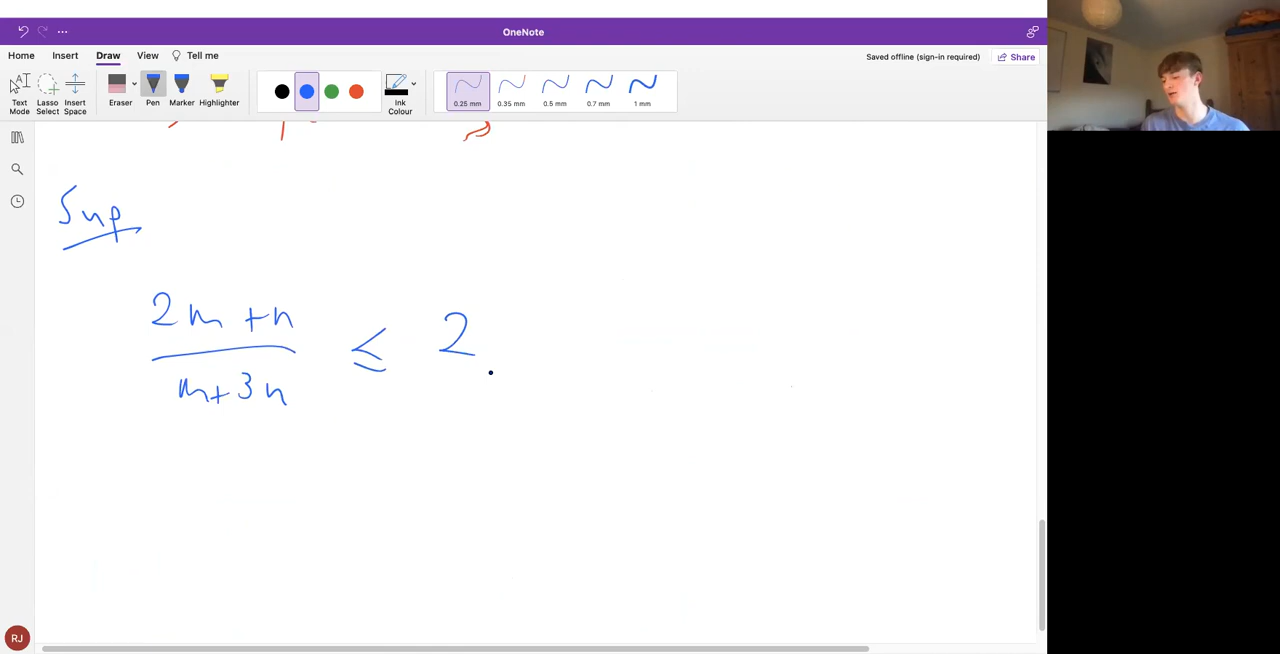 OneNote
Home Insert Draw View Tell me
Saved offline (sign-in required) Share
Text Mode
Lasso Select
Insert Space
Eraser
Pen
Marker
Highlighter
Ink Colour
0.25 mm 0.35 mm 0.5 mm 0.7 mm 1 mm
Sup
2m +n
≤ 2
m+3n
RJ